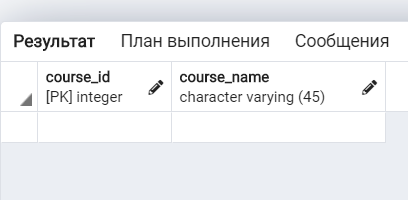 Результат План выполнения Сообщения
course_id course_name
[PK] integer character varying (45)